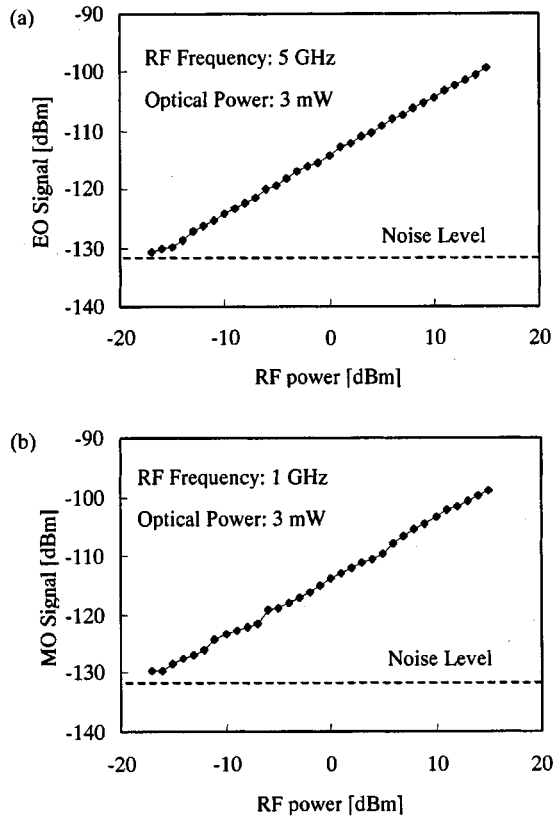 (a)
-90
-100
-110
-120
-130
-140
EO Signal [dBm]
RF Frequency: 5 GHz
Optical Power: 3 mW
Noise Level
-20 -10 0 10 20
RF power [dBm]
(b)
-90
-100
-110
-120
-130
-140
MO Signal [dBm]
RF Frequency: 1 GHz
Optical Power: 3 mW
Noise Level
-20 -10 0 10 20
RF power [dBm]